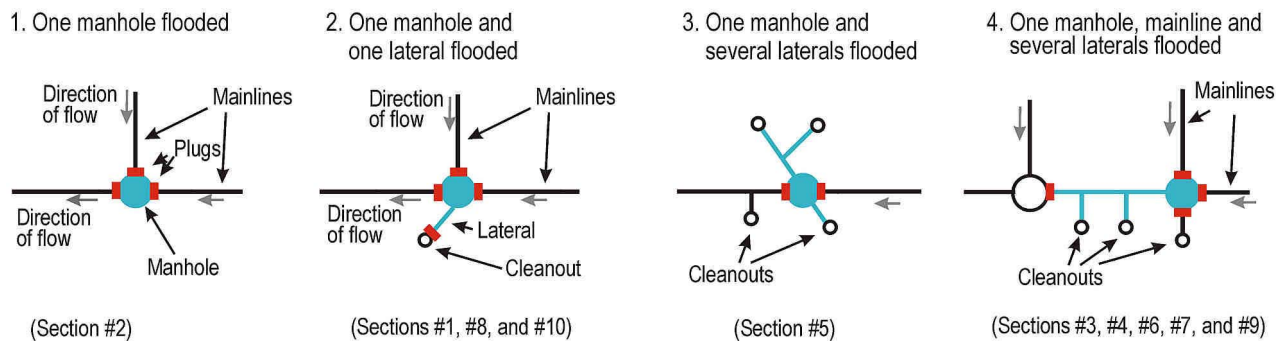 1. One manhole flooded
Direction
of flow
Mainlines
Plugs
Direction
of flow
Manhole
(Section #2)
2. One manhole and
one lateral flooded
Direction
of flow
Mainlines
Direction
of flow
Lateral
Cleanout
(Sections #1, #8, and #10)
3. One manhole and
several laterals flooded
Cleanouts
(Section #5)
4. One manhole, mainline and
several laterals flooded
Mainlines
Cleanouts
(Sections #3, #4, #6, #7, and #9)